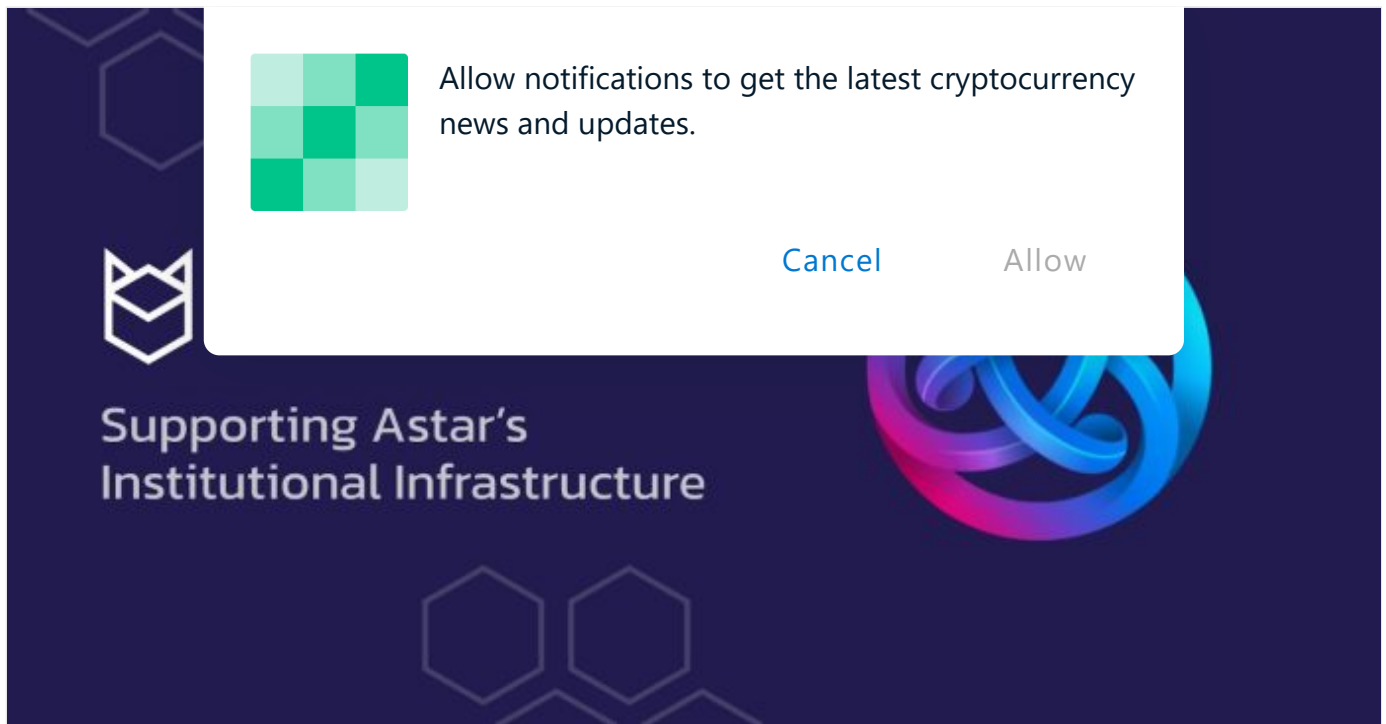 Allow notifications to get the latest cryptocurrency
news and updates.
Cancel Allow
Supporting Astar’s
Institutional Infrastructure